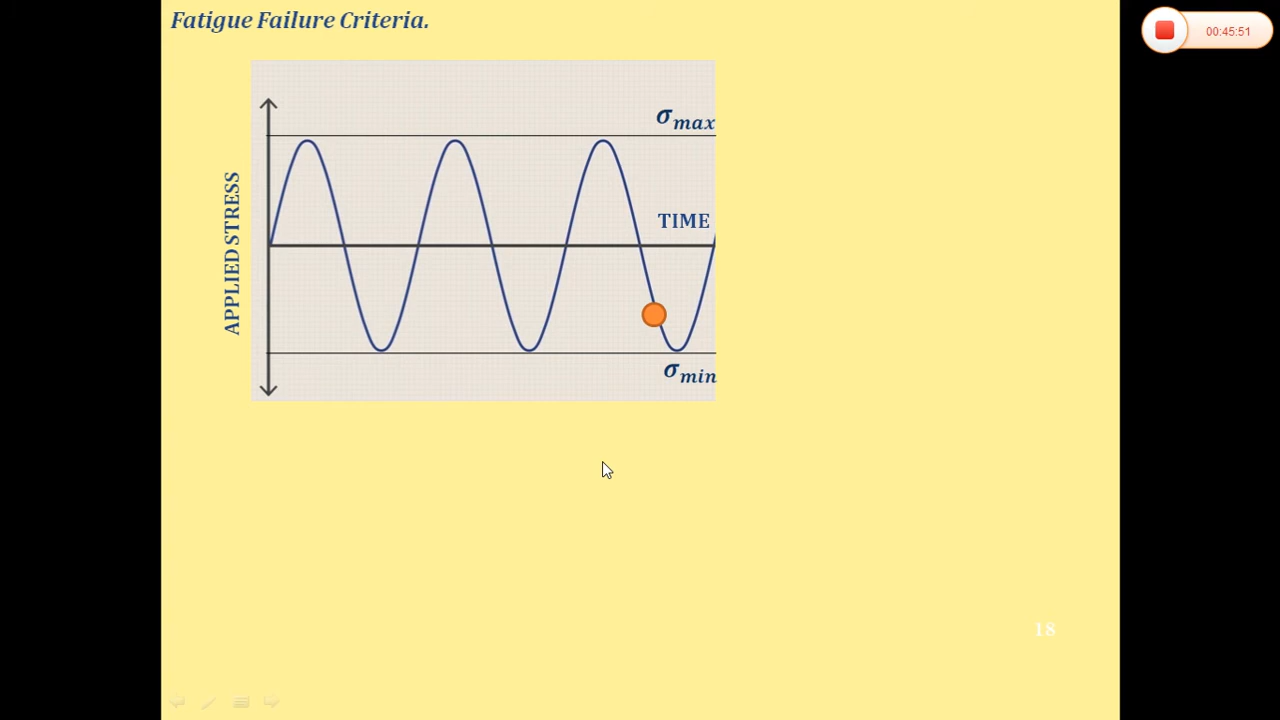 Fatigue Failure Criteria.
00:45:51
σmax
APPLIED STRESS
TIME
σmin
18